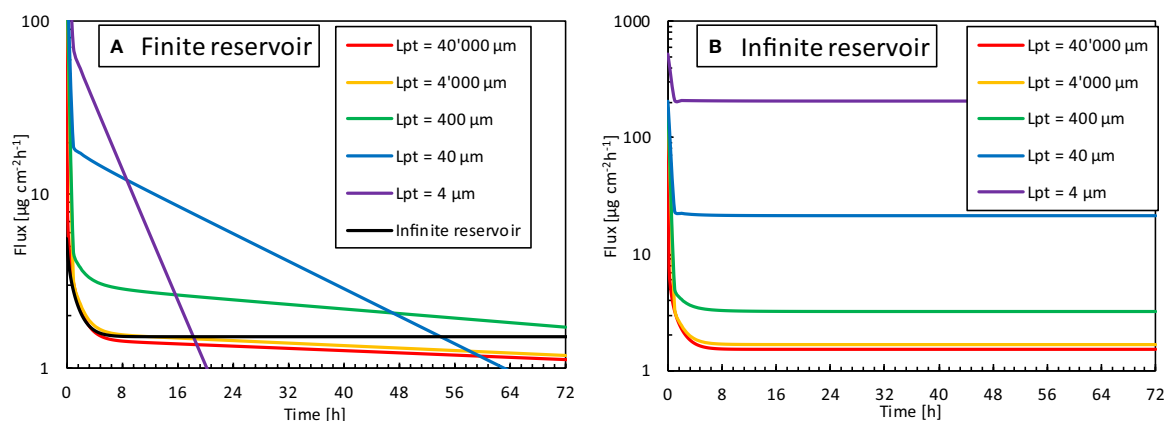 A Finite reservoir
Flux [µg cm⁻²h⁻¹]
100
10
1
Lpt = 40'000 µm
Lpt = 4'000 µm
Lpt = 400 µm
Lpt = 40 µm
Lpt = 4 µm
Infinite reservoir
0 8 16 24 32 40 48 56 64 72
Time [h]
B Infinite reservoir
Flux [µg cm⁻²h⁻¹]
1000
100
10
1
Lpt = 40'000 µm
Lpt = 4'000 µm
Lpt = 400 µm
Lpt = 40 µm
Lpt = 4 µm
0 8 16 24 32 40 48 56 64 72
Time [h]